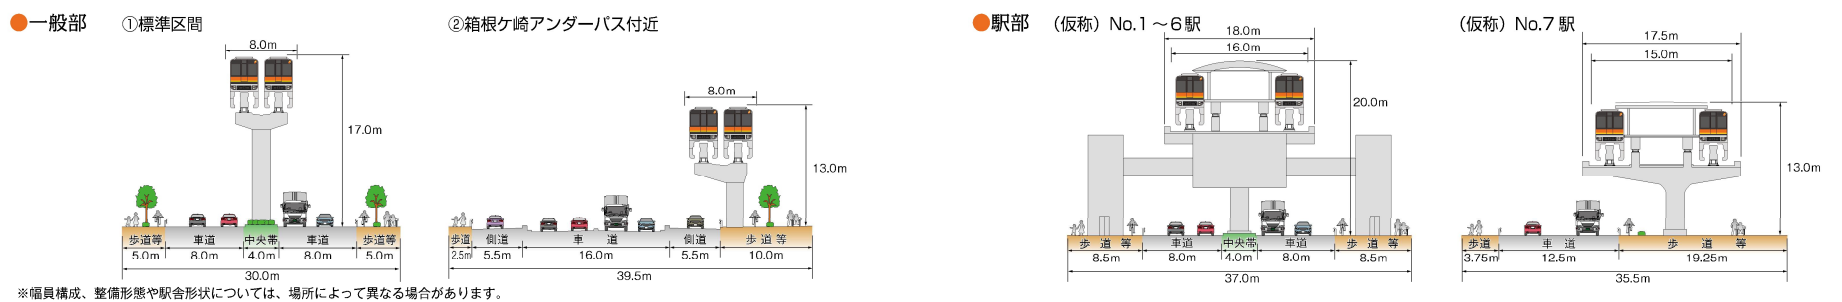 ●一般部
①標準区間
8.0m
17.0m
歩道等 車道 中央帯 車道 歩道等
5.0m 8.0m 4.0m 8.0m 5.0m
30.0m
②箱根ケ崎アンダーパス付近
8.0m
13.0m
歩道 側道 車道 側道 歩道等
2.5m 5.5m 16.0m 5.5m 10.0m
39.5m
●駅部
（仮称）No.1～6駅
18.0m
16.0m
20.0m
歩道等 車道 中央帯 車道 歩道等
8.5m 8.0m 4.0m 8.0m 8.5m
37.0m
（仮称）No.7駅
17.5m
15.0m
13.0m
歩道 車道 歩道等
3.75m 12.5m 19.25m
35.5m
※幅員構成、整備形態や駅舎形状については、場所によって異なる場合があります。